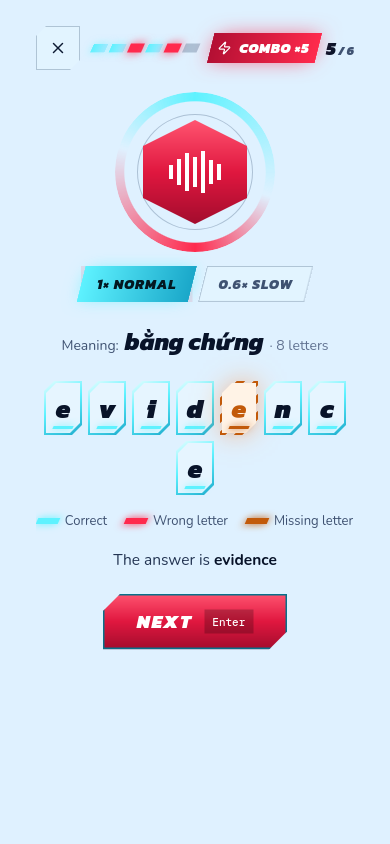 × COMBO ×5 5 / 6
1× NORMAL 0.6× SLOW
Meaning: bằng chứng · 8 letters
e v i d e n c
e
Correct Wrong letter Missing letter
The answer is evidence
NEXT Enter